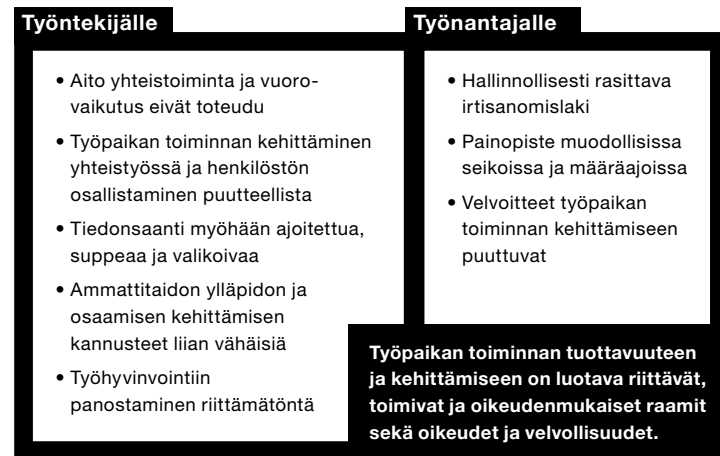 Työntekijälle
• Aito yhteistoiminta ja vuoro-
vaikutus eivät toteudu
• Työpaikan toiminnan kehittäminen
yhteistyössä ja henkilöstön
osallistaminen puutteellista
• Tiedonsaanti myöhään ajoitettua,
suppeaa ja valikoivaa
• Ammattitaidon ylläpidon ja
osaamisen kehittämisen
kannusteet liian vähäisiä
• Työhyvinvointiin
panostaminen riittämätöntä
Työnantajalle
• Hallinnollisesti rasittava
irtisanomislaki
• Painopiste muodollisissa
seikoissa ja määräajoissa
• Velvoitteet työpaikan
toiminnan kehittämiseen
puuttuvat
Työpaikan toiminnan tuottavuuteen
ja kehittämiseen on luotava riittävät,
toimivat ja oikeudenmukaiset raamit
sekä oikeudet ja velvollisuudet.